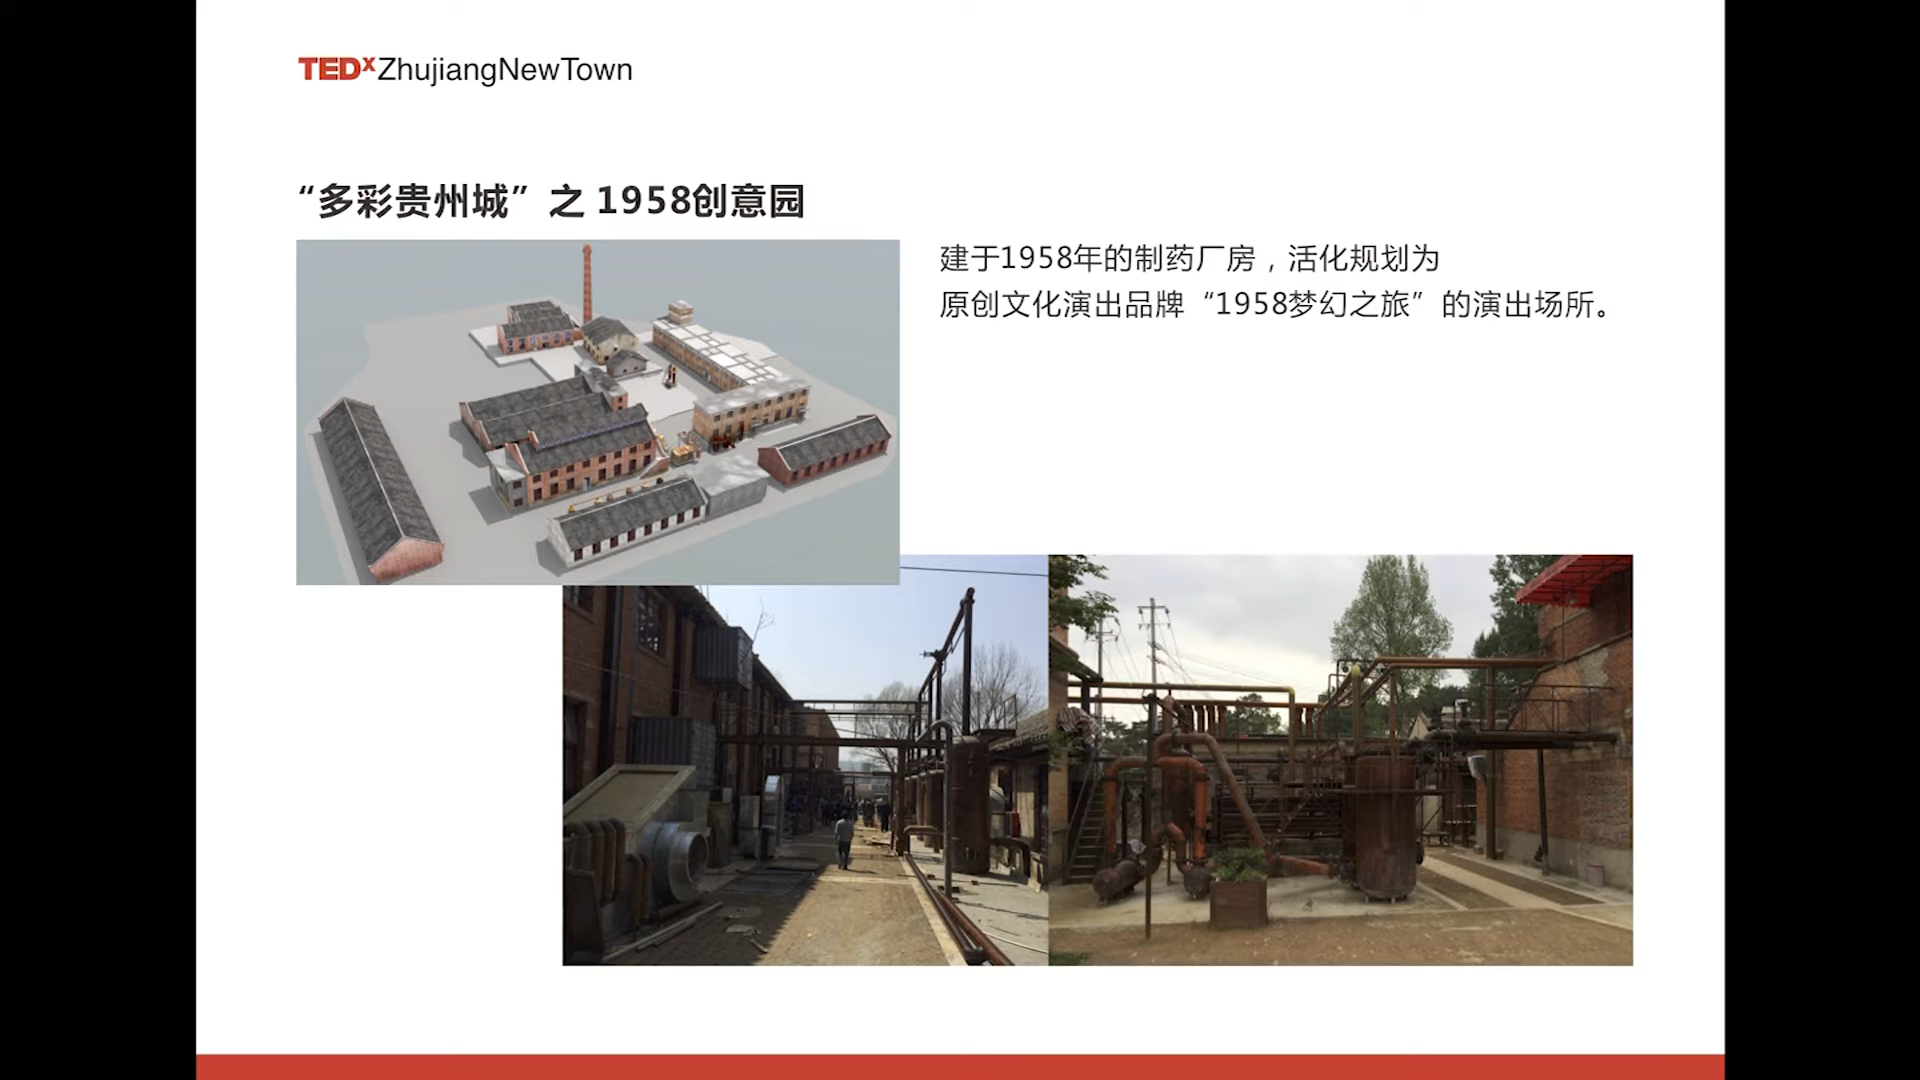 TEDxZhujiangNewTown
“多彩贵州城”之 1958创意园
建于1958年的制药厂房，活化规划为
原创文化演出品牌“1958梦幻之旅”的演出场所。